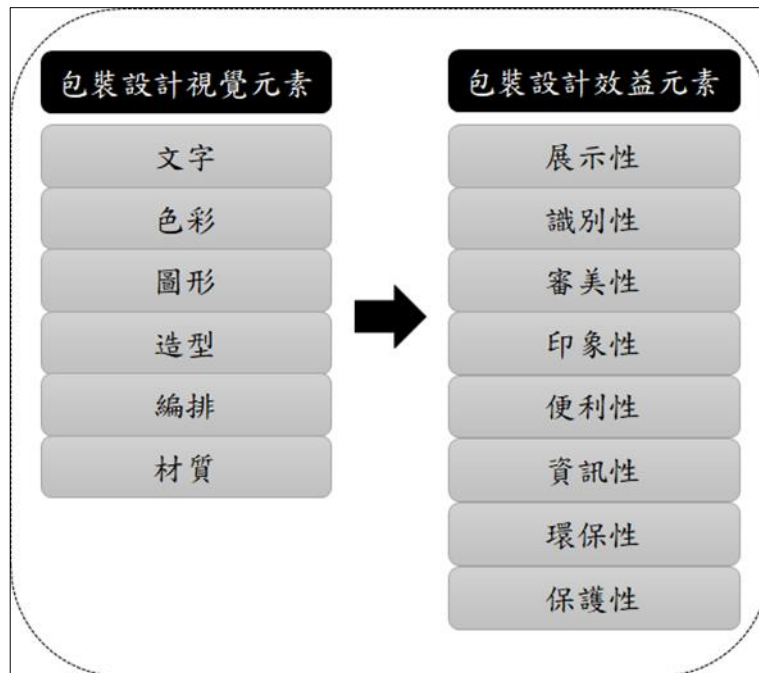 包裝設計視覺元素
文字
色彩
圖形
造型
編排
材質
包裝設計效益元素
展示性
識別性
審美性
印象性
便利性
資訊性
環保性
保護性